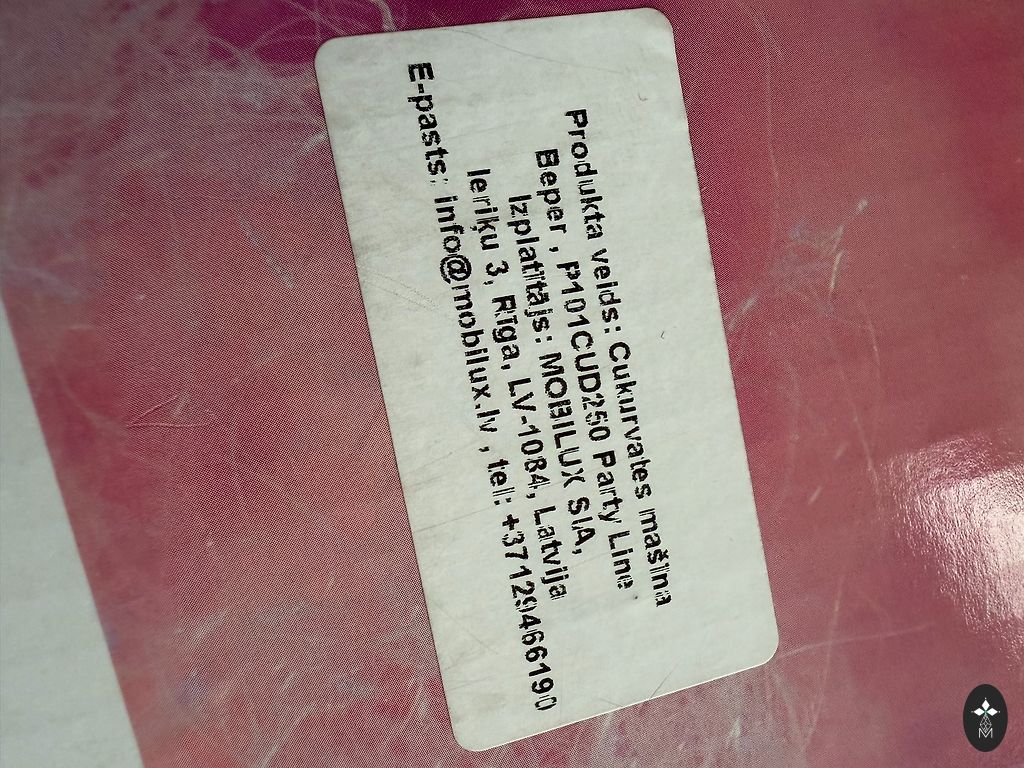 Produkta veids: Cukurvates mašīna
Beper , P101CUD250 Party Line
Izplatītājs: MOBILUX SIA,
Ieriķu 3, Rīga, LV-1084, Latvija
E-pasts: info@mobilux.lv , tel: +37129466190
M